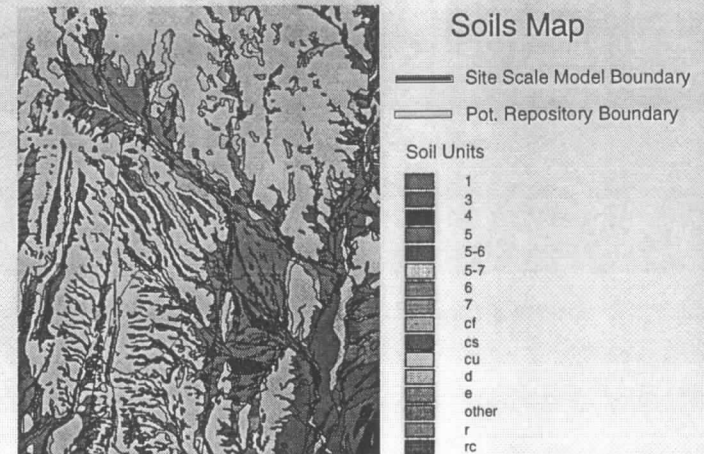 Soils Map
Site Scale Model Boundary
Pot. Repository Boundary
Soil Units
1
3
4
5
5-6
5-7
6
7
cf
cs
cu
d
e
other
r
rc